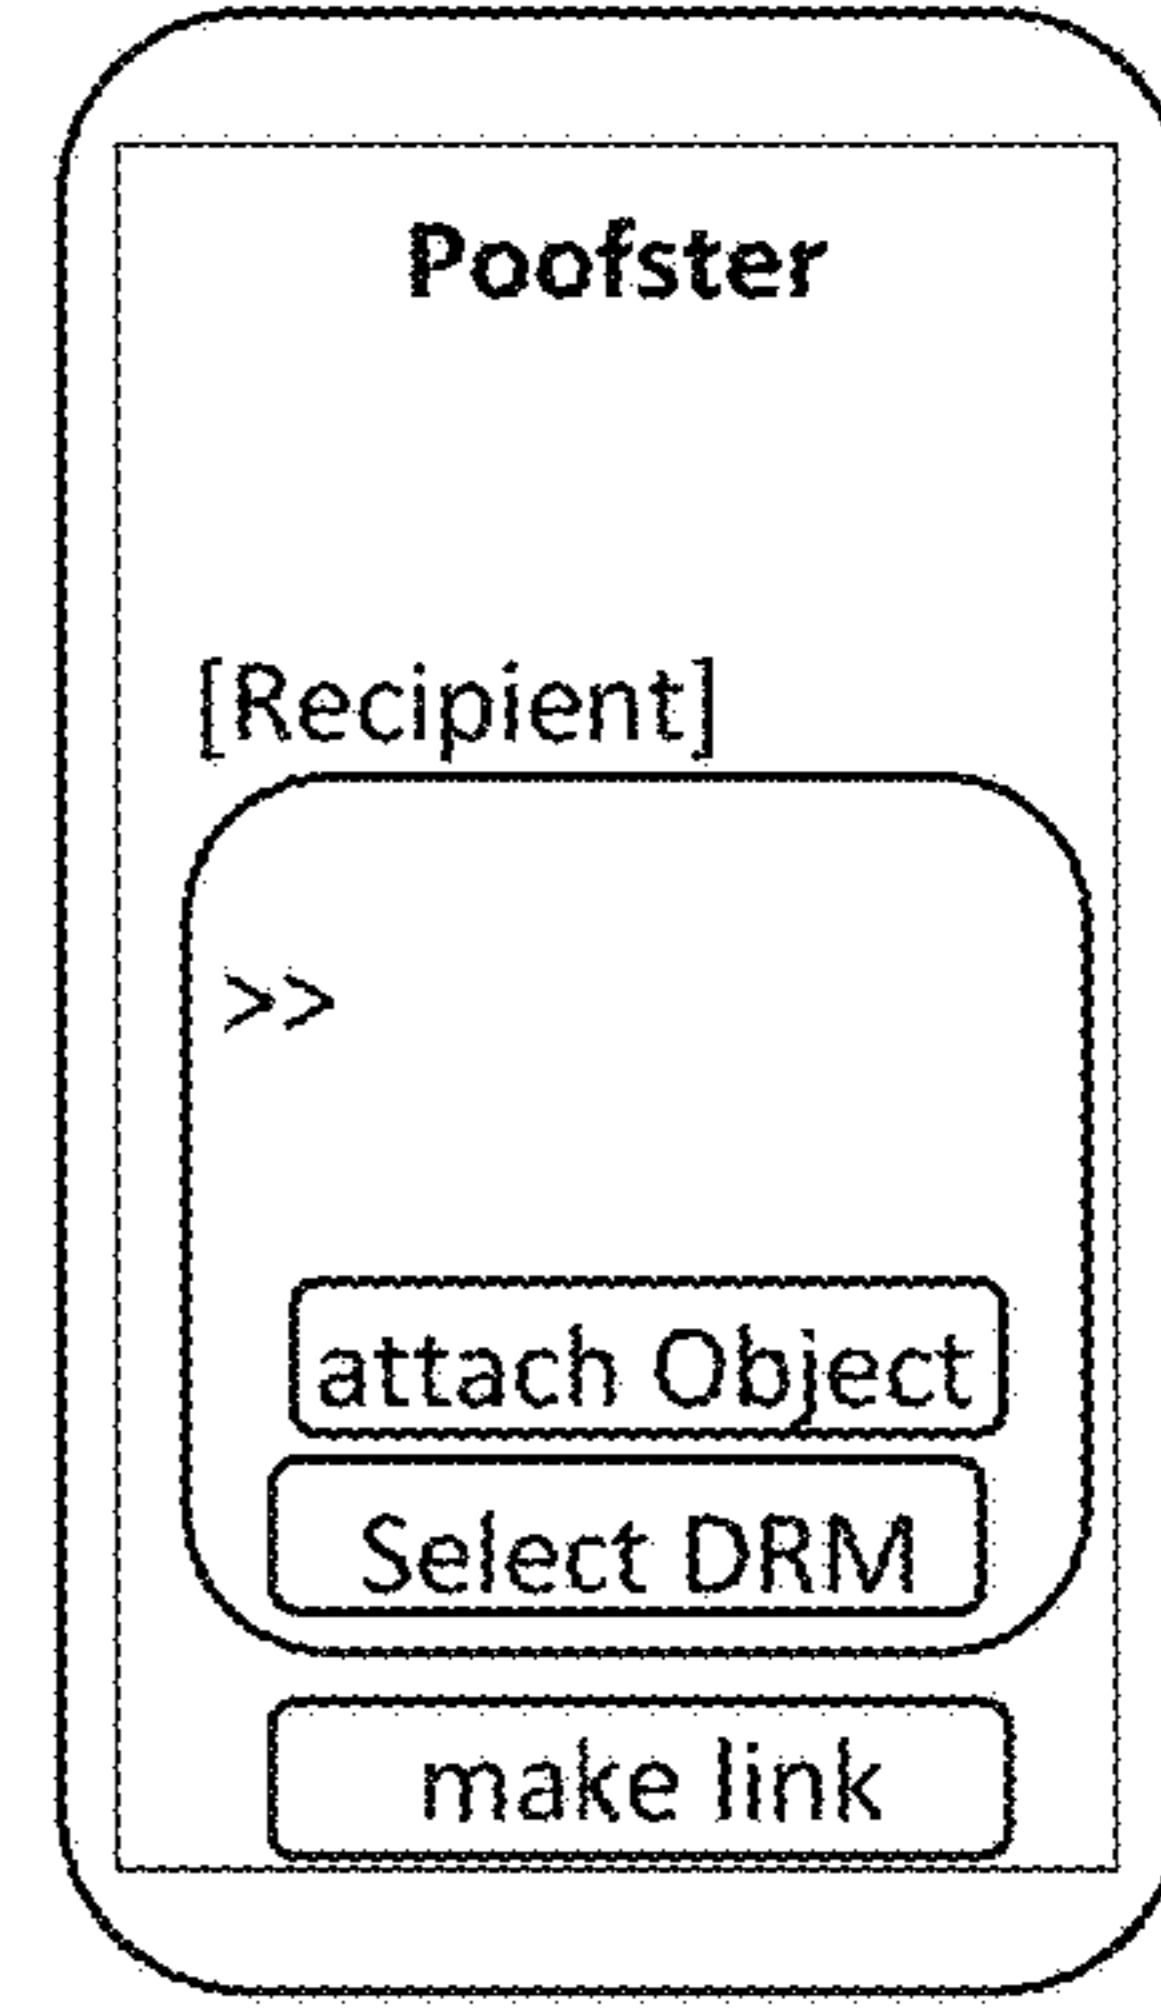 Poofster
[Recipient]
>>
attach Object
Select DRM
make link